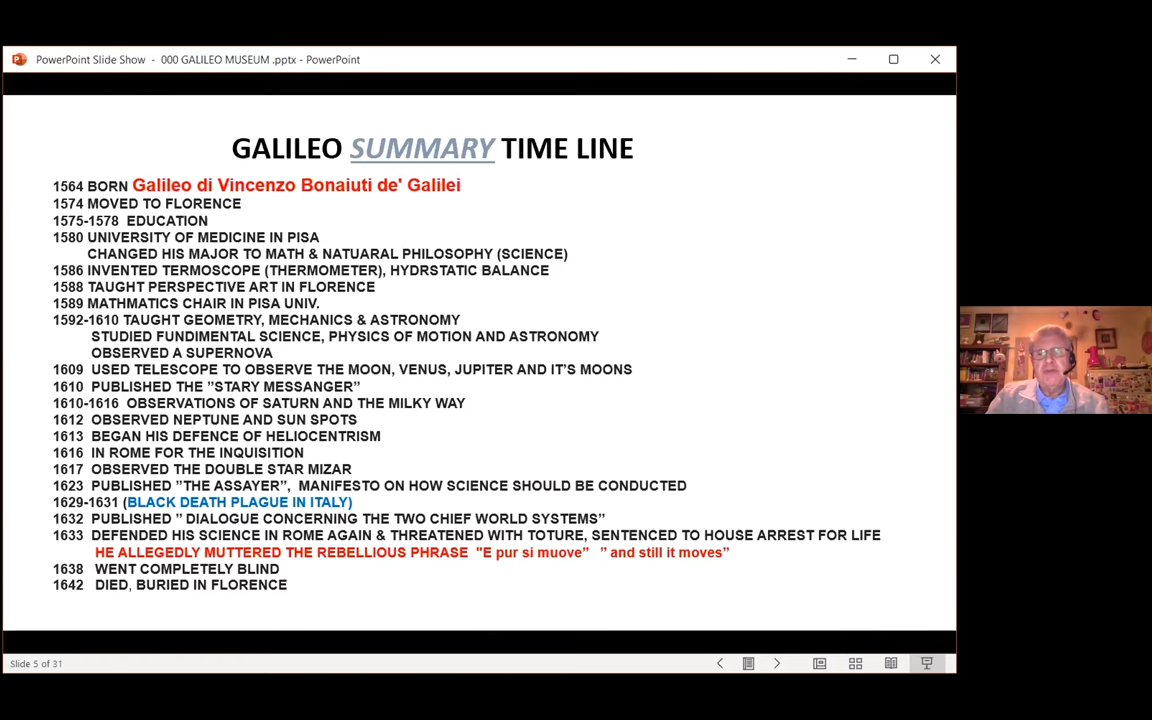 PowerPoint Slide Show - 000 GALILEO MUSEUM .pptx - PowerPoint
GALILEO SUMMARY TIME LINE
1564 BORN Galileo di Vincenzo Bonaiuti de' Galilei
1574 MOVED TO FLORENCE
1575-1578 EDUCATION
1580 UNIVERSITY OF MEDICINE IN PISA
CHANGED HIS MAJOR TO MATH & NATUARAL PHILOSOPHY (SCIENCE)
1586 INVENTED TERMOSCOPE (THERMOMETER), HYDRSTATIC BALANCE
1588 TAUGHT PERSPECTIVE ART IN FLORENCE
1589 MATHMATICS CHAIR IN PISA UNIV.
1592-1610 TAUGHT GEOMETRY, MECHANICS & ASTRONOMY
STUDIED FUNDIMENTAL SCIENCE, PHYSICS OF MOTION AND ASTRONOMY
OBSERVED A SUPERNOVA
1609 USED TELESCOPE TO OBSERVE THE MOON, VENUS, JUPITER AND IT'S MOONS
1610 PUBLISHED THE ”STARY MESSANGER”
1610-1616 OBSERVATIONS OF SATURN AND THE MILKY WAY
1612 OBSERVED NEPTUNE AND SUN SPOTS
1613 BEGAN HIS DEFENCE OF HELIOCENTRISM
1616 IN ROME FOR THE INQUISITION
1617 OBSERVED THE DOUBLE STAR MIZAR
1623 PUBLISHED ”THE ASSAYER”, MANIFESTO ON HOW SCIENCE SHOULD BE CONDUCTED
1629-1631 (BLACK DEATH PLAGUE IN ITALY)
1632 PUBLISHED ” DIALOGUE CONCERNING THE TWO CHIEF WORLD SYSTEMS”
1633 DEFENDED HIS SCIENCE IN ROME AGAIN & THREATENED WITH TOTURE, SENTENCED TO HOUSE ARREST FOR LIFE
HE ALLEGEDLY MUTTERED THE REBELLIOUS PHRASE "E pur si muove” ” and still it moves”
1638 WENT COMPLETELY BLIND
1642 DIED, BURIED IN FLORENCE
Slide 5 of 31